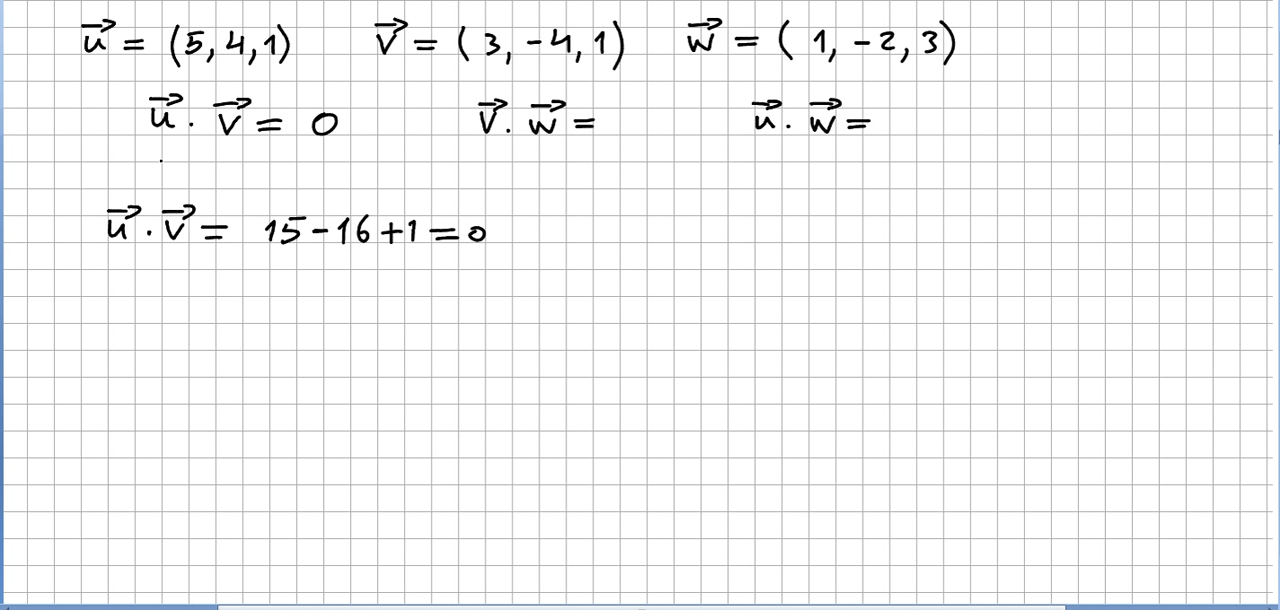 u⃗ = (5, 4, 1) v⃗ = (3, -4, 1) w⃗ = (1, -2, 3)
u⃗ · v⃗ = 0 v⃗ · w⃗ = u⃗ · w⃗ =
u⃗ · v⃗ = 15 - 16 + 1 = 0